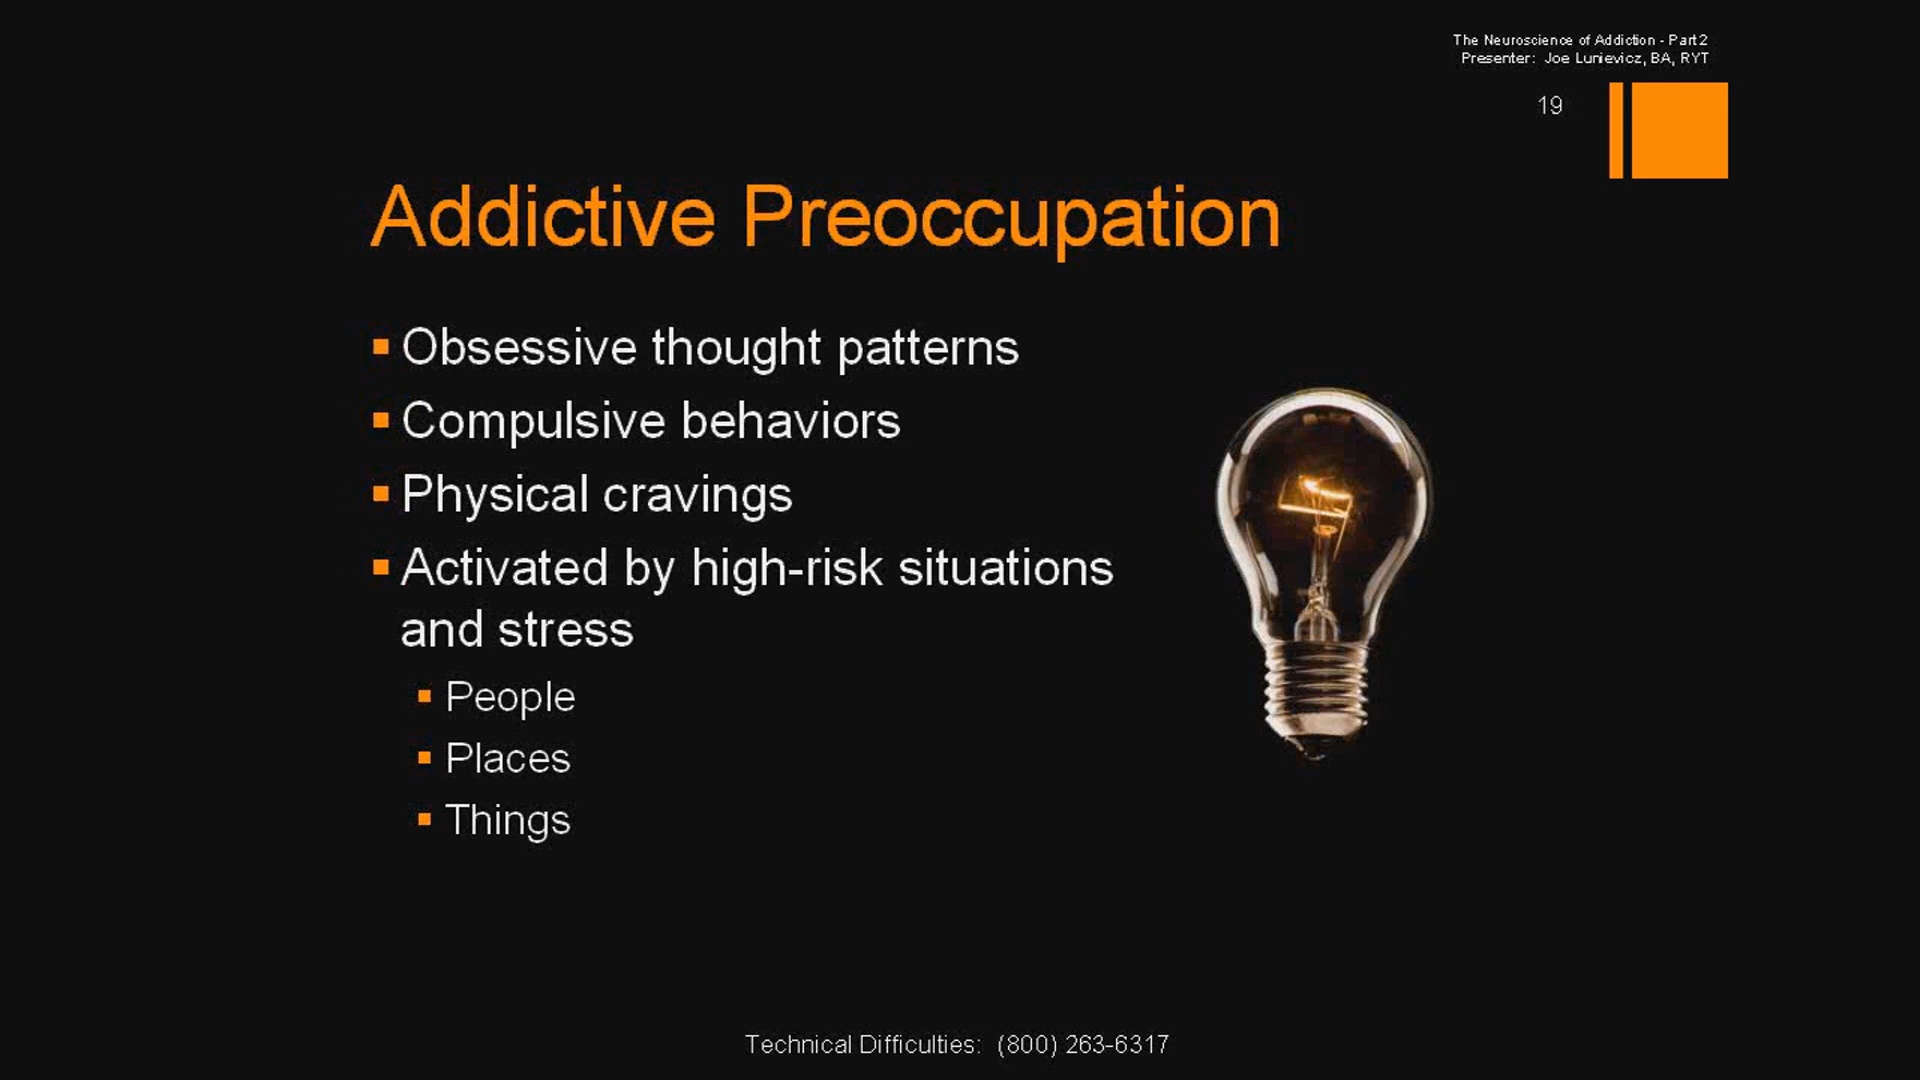 The Neuroscience of Addiction - Part 2
Presenter: Joe Lunievicz, BA, RYT
19
Addictive Preoccupation
Obsessive thought patterns
Compulsive behaviors
Physical cravings
Activated by high-risk situations
and stress
People
Places
Things
Technical Difficulties: (800) 263-6317